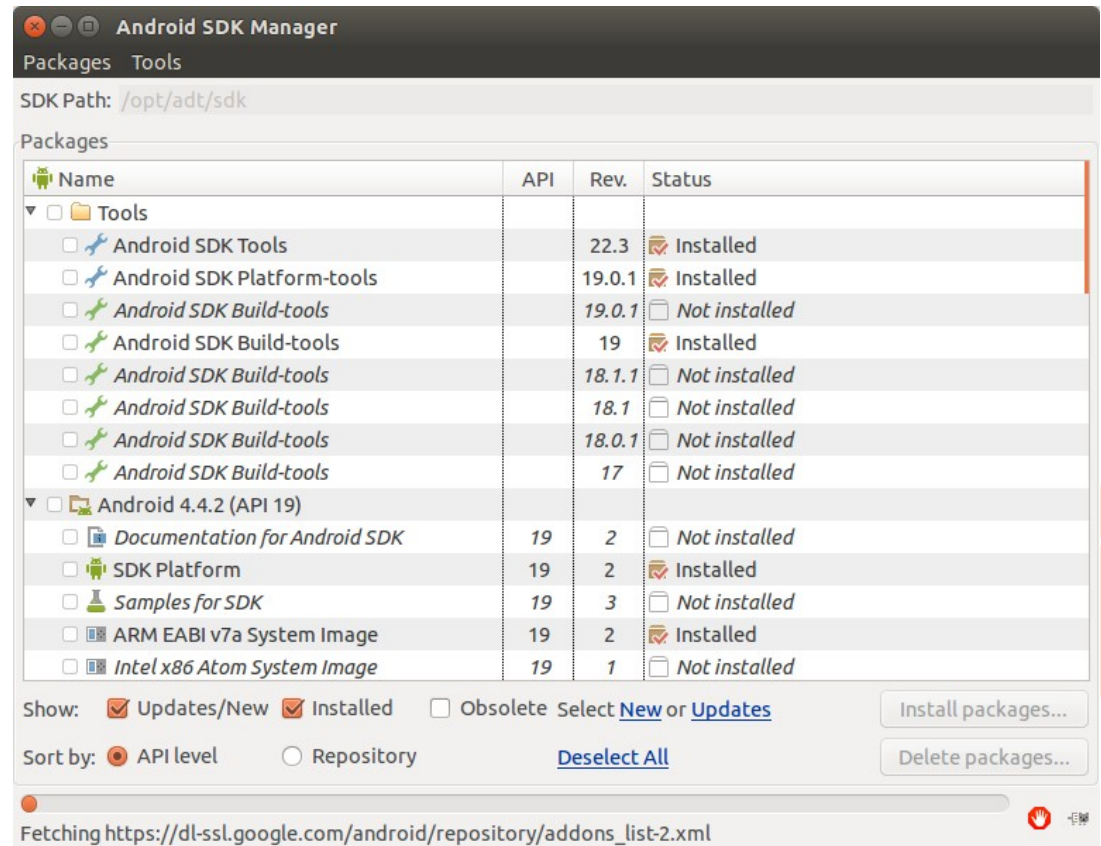 Android SDK Manager
Packages Tools
SDK Path: /opt/adt/sdk
Packages
Name API Rev. Status
Tools
Android SDK Tools 22.3 Installed
Android SDK Platform-tools 19.0.1 Installed
Android SDK Build-tools 19.0.1 Not installed
Android SDK Build-tools 19 Installed
Android SDK Build-tools 18.1.1 Not installed
Android SDK Build-tools 18.1 Not installed
Android SDK Build-tools 18.0.1 Not installed
Android SDK Build-tools 17 Not installed
Android 4.4.2 (API 19)
Documentation for Android SDK 19 2 Not installed
SDK Platform 19 2 Installed
Samples for SDK 19 3 Not installed
ARM EABI v7a System Image 19 2 Installed
Intel x86 Atom System Image 19 1 Not installed
Show: Updates/New Installed Obsolete Select New or Updates Install packages...
Sort by: API level Repository Deselect All Delete packages...
Fetching https://dl-ssl.google.com/android/repository/addons_list-2.xml